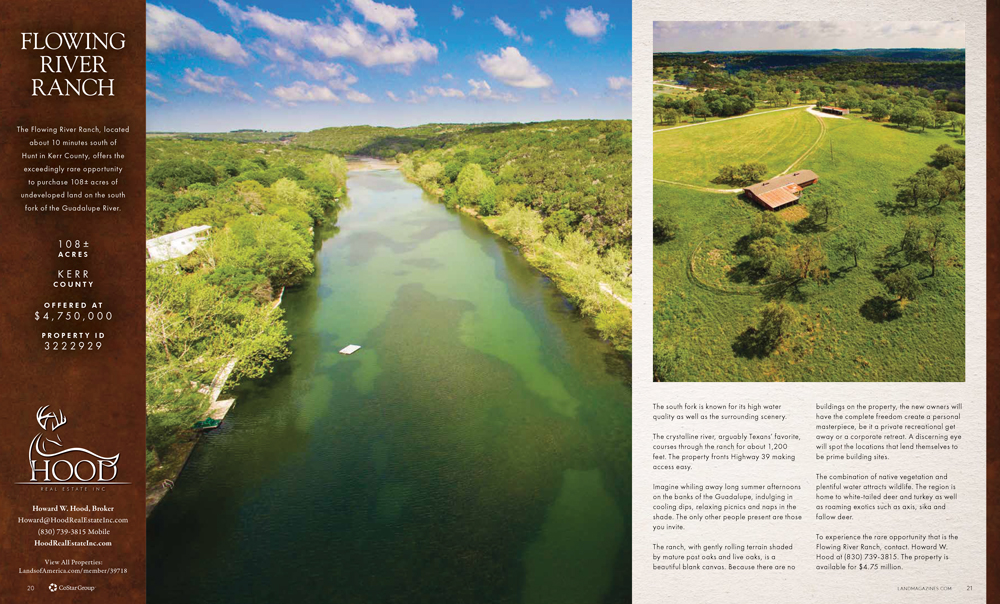 FLOWING
RIVER
RANCH
The Flowing River Ranch, located
about 10 minutes south of
Hunt in Kerr County, offers the
exceedingly rare opportunity
to purchase 108± acres of
undeveloped land on the south
fork of the Guadalupe River.
108±
ACRES
KERR
COUNTY
OFFERED AT
$4,750,000
PROPERTY ID
3222929
HOOD
REAL ESTATE INC
Howard W. Hood, Broker
Howard@HoodRealEstateInc.com
(830) 739-3815 Mobile
HoodRealEstateInc.com
View All Properties:
LandsofAmerica.com/member/39718
20 CoStar Group
The south fork is known for its high water
quality as well as the surrounding scenery.
The crystalline river, arguably Texans' favorite,
courses through the ranch for about 1,200
feet. The property fronts Highway 39 making
access easy.
Imagine whiling away long summer afternoons
on the banks of the Guadalupe, indulging in
cooling dips, relaxing picnics and naps in the
shade. The only other people present are those
you invite.
The ranch, with gently rolling terrain shaded
by mature post oaks and live oaks, is a
beautiful blank canvas. Because there are no
buildings on the property, the new owners will
have the complete freedom create a personal
masterpiece, be it a private recreational get
away or a corporate retreat. A discerning eye
will spot the locations that lend themselves to
be prime building sites.
The combination of native vegetation and
plentiful water attracts wildlife. The region is
home to white-tailed deer and turkey as well
as roaming exotics such as axis, sika and
fallow deer.
To experience the rare opportunity that is the
Flowing River Ranch, contact. Howard W.
Hood at (830) 739-3815. The property is
available for $4.75 million.
LANDMAGAZINES.COM 21